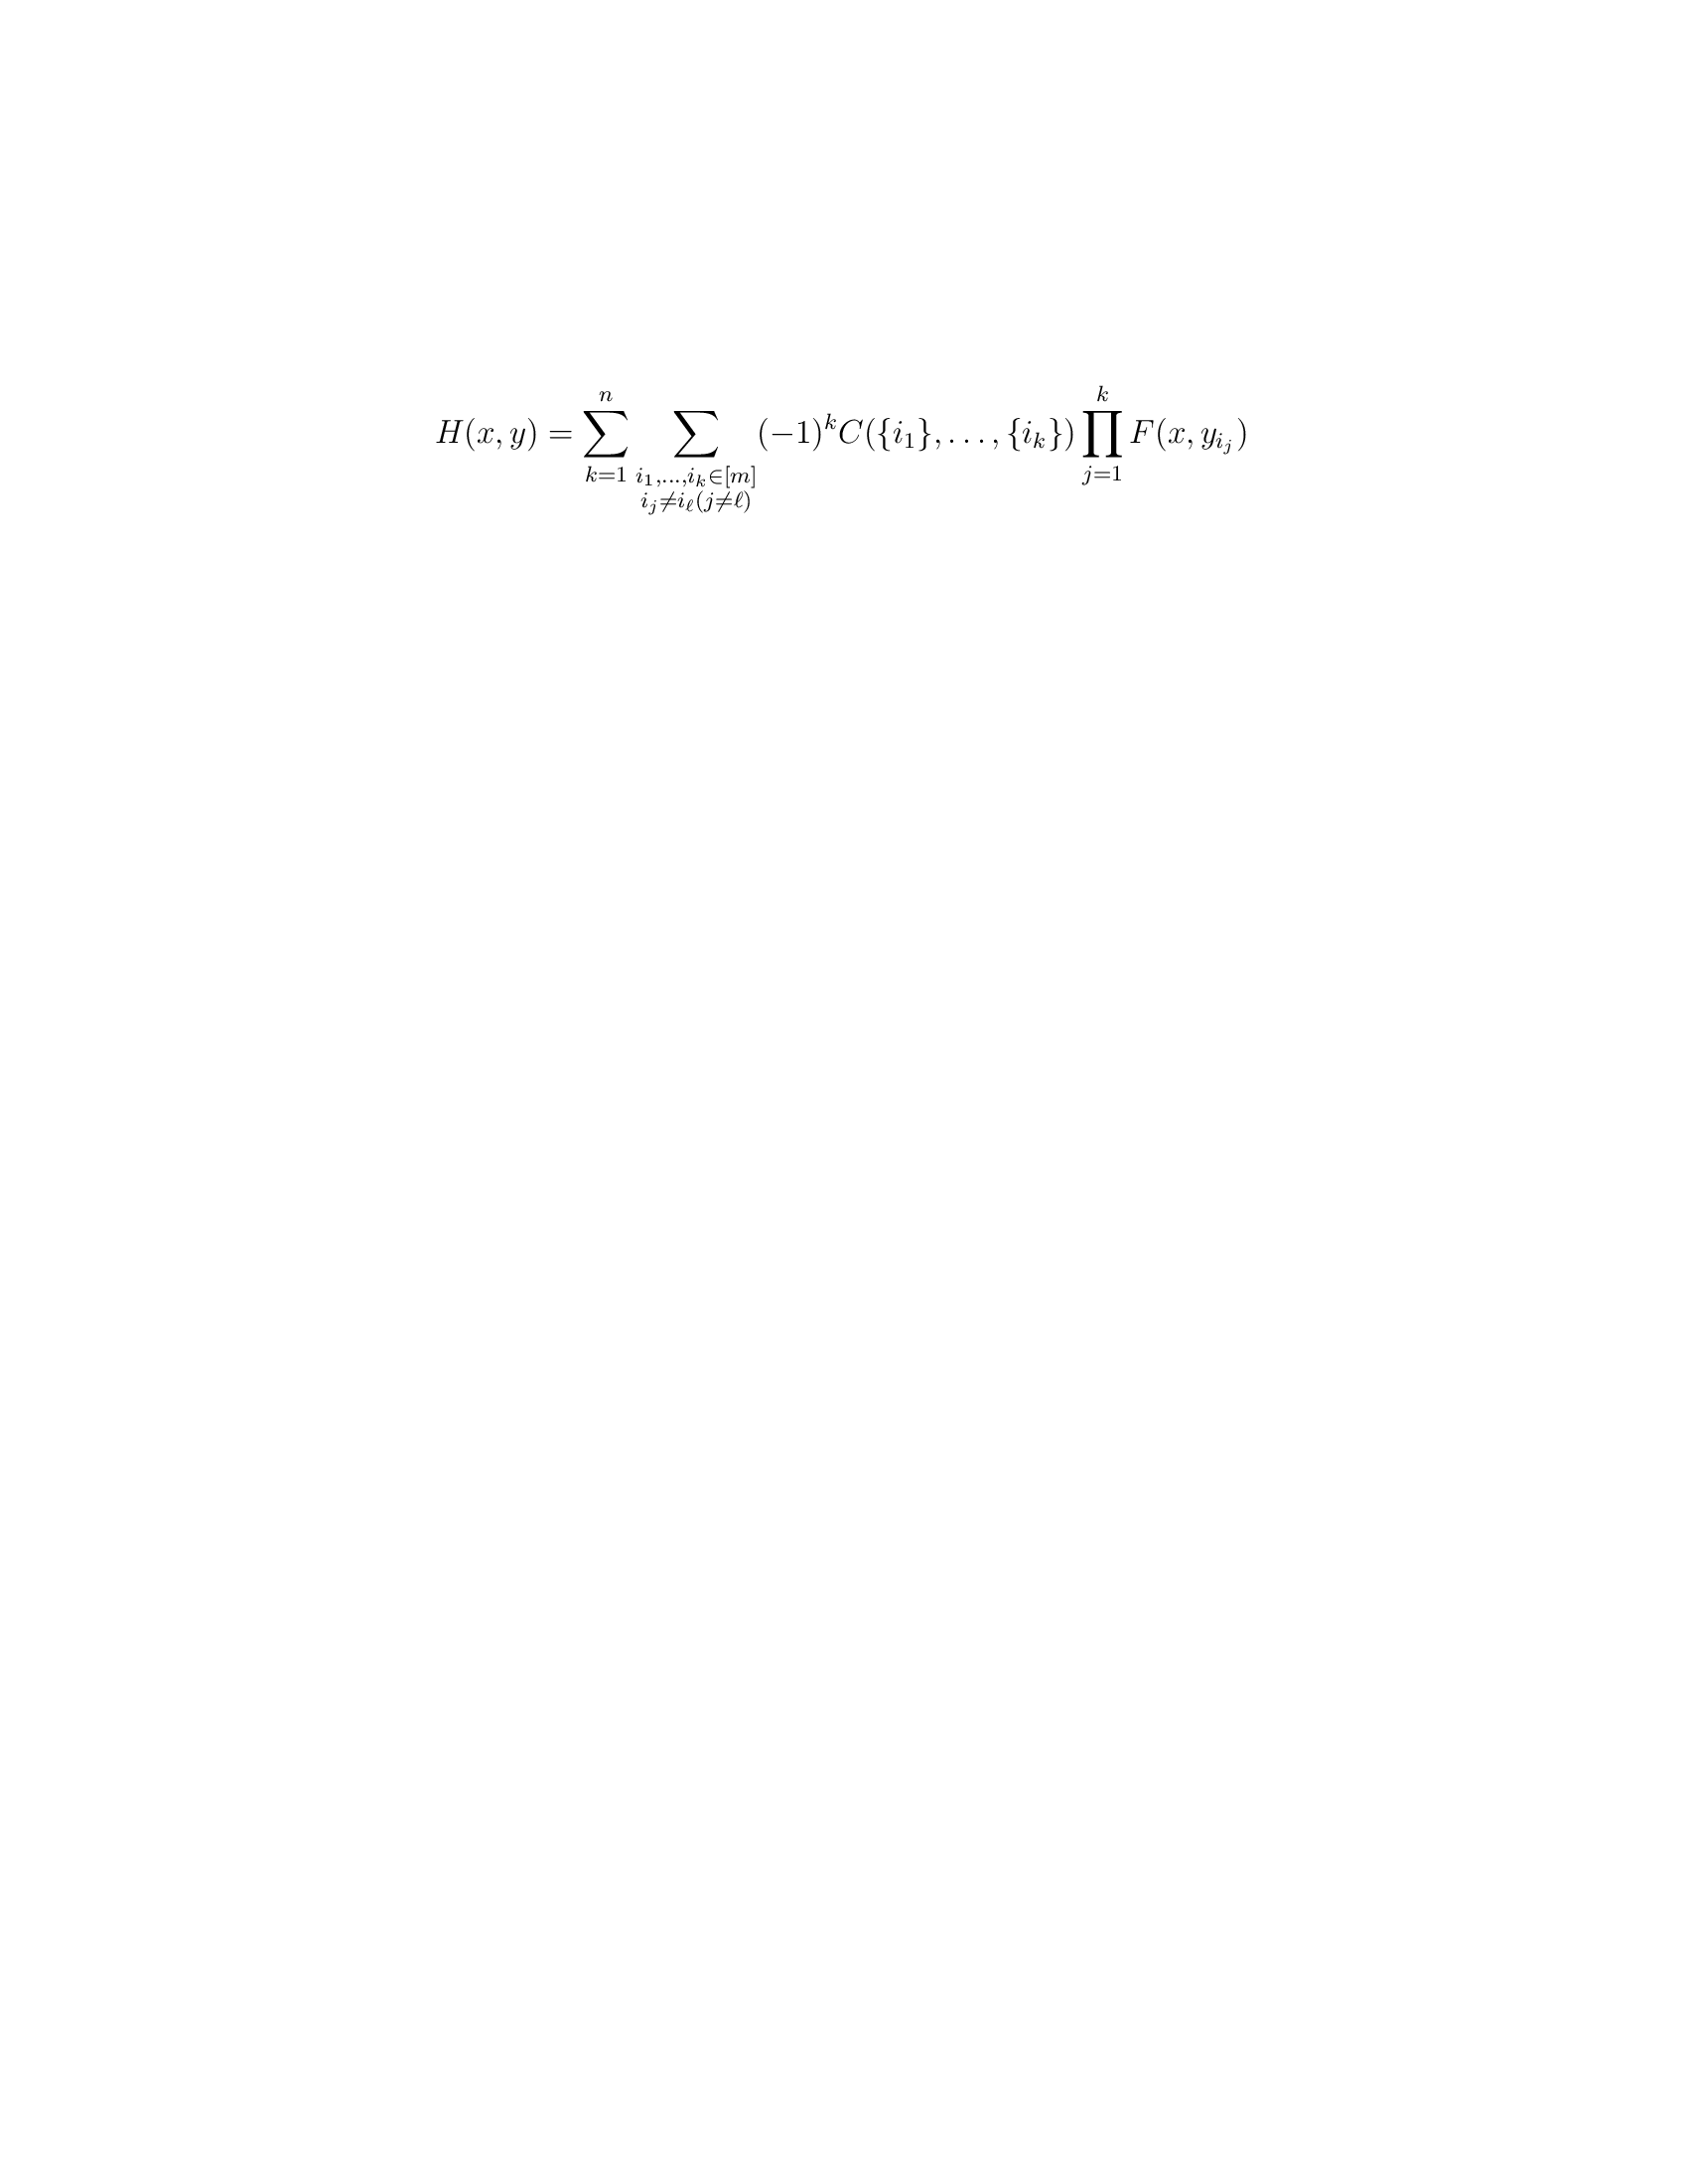 $$H(x,y) = \sum_{k=1}^{n} \sum_{\substack{i_1,\ldots,i_k \in [m] \\ i_j \neq i_\ell (j \neq \ell)}} (-1)^k C(\{i_1\},\ldots,\{i_k\}) \prod_{j=1}^{k} F(x, y_{i_j})$$